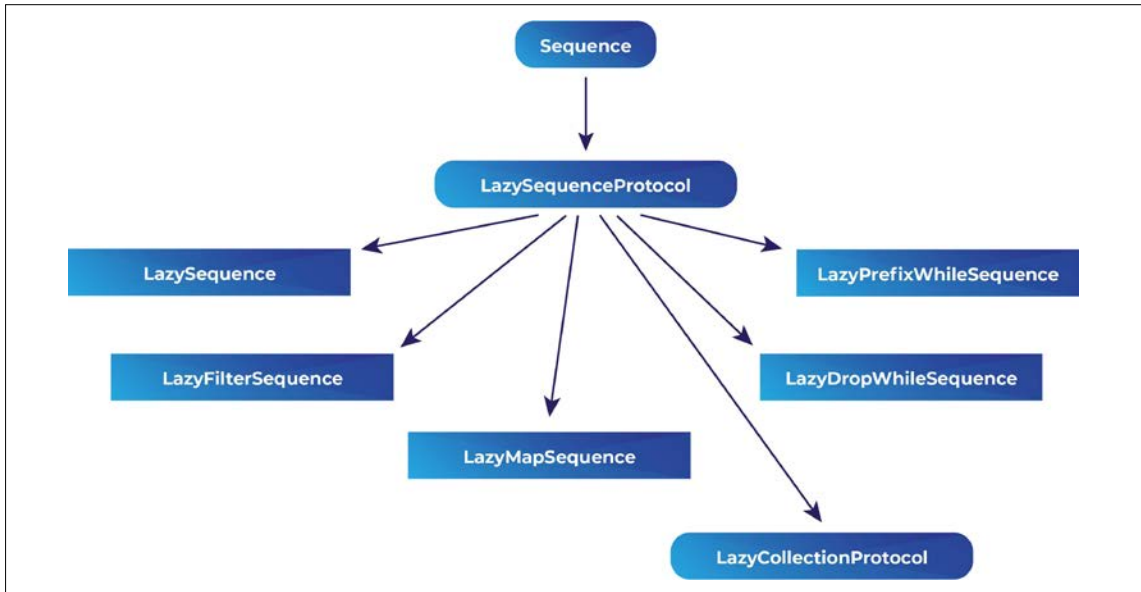 Sequence
LazySequenceProtocol
LazySequence
LazyPrefixWhileSequence
LazyFilterSequence
LazyDropWhileSequence
LazyMapSequence
LazyCollectionProtocol